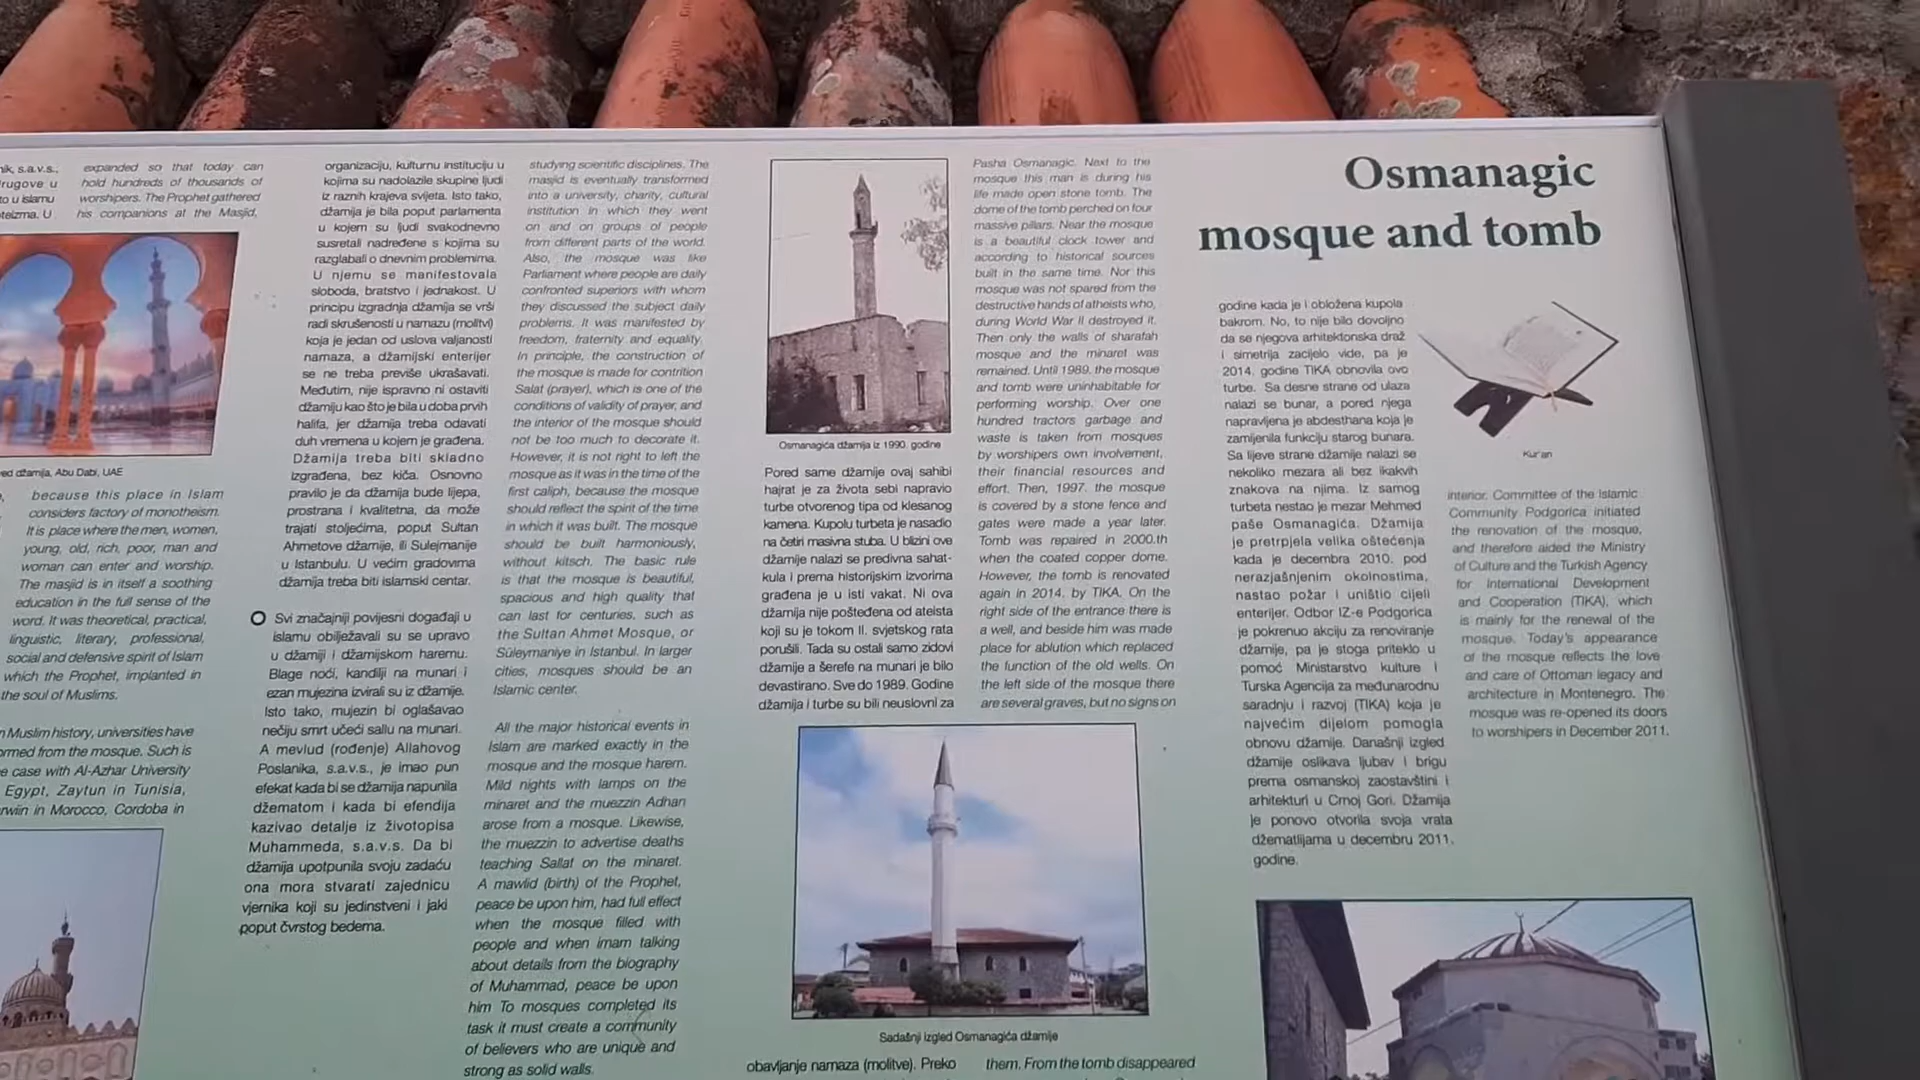 Osmanagic
mosque and tomb
nik, s.a.v.s.,
rugove u
to u islamu
teizma. U
expanded so that today can
hold hundreds of thousands of
worshipers. The Prophet gathered
his companions at the Masjid,
ed džamija, Abu Dabi, UAE
because this place in Islam
considers factory of monotheism.
It is place where the men, women,
young, old, rich, poor, man and
woman can enter and worship.
The masjid is in itself a soothing
education in the full sense of the
word. It was theoretical, practical,
linguistic, literary, professional,
social and defensive spirit of Islam
which the Prophet, implanted in
the soul of Muslims.
n Muslim history, universities have
ormed from the mosque. Such is
e case with Al-Azhar University
Egypt, Zaytun in Tunisia,
rwiin in Morocco, Cordoba in
organizaciju, kulturnu instituciju u
kojima su nadolazile skupine ljudi
iz raznih krajeva svijeta. Isto tako,
džamija je bila poput parlamenta
u kojem su ljudi svakodnevno
susretali nadređene s kojima su
razglabali o dnevnim problemima.
U njemu se manifestovala
sloboda, bratstvo i jednakost. U
principu izgradnja džamija se vrši
radi skrušenosti u namazu (molitvi)
koja je jedan od uslova valjanosti
namaza, a džamijski enterijer
se ne treba previše ukrašavati.
Međutim, nije ispravno ni ostaviti
džamiju kao što je bila u doba prvih
halifa, jer džamija treba odavati
duh vremena u kojem je građena.
Džamija treba biti skladno
izgrađena, bez kiča. Osnovno
pravilo je da džamija bude lijepa,
prostrana i kvalitetna, da može
trajati stoljećima, poput Sultan
Ahmetove džamije, ili Sulejmanije
u Istanbulu. U većim gradovima
džamija treba biti islamski centar.
Svi značajniji povijesni događaji u
islamu obilježavali su se upravo
u džamiji i džamijskom haremu.
Blage noći, kandilji na munari i
ezan mujezina izvirali su iz džamije.
Isto tako, mujezin bi oglašavao
nečiju smrt učeći sallu na munari.
A mevlud (rođenje) Allahovog
Poslanika, s.a.v.s., je imao pun
efekat kada bi se džamija napunila
džematom i kada bi efendija
kazivao detalje iz životopisa
Muhammeda, s.a.v.s. Da bi
džamija upotpunila svoju zadaću
ona mora stvarati zajednicu
vjernika koji su jedinstveni i jaki
poput čvrstog bedema.
studying scientific disciplines. The
masjid is eventually transformed
into a university, charity, cultural
institution in which they went
on and on groups of people
from different parts of the world.
Also, the mosque was like
Parliament where people are daily
confronted superiors with whom
they discussed the subject daily
problems. It was manifested by
freedom, fraternity and equality.
In principle, the construction of
the mosque is made for contrition
Salat (prayer), which is one of the
conditions of validity of prayer, and
the interior of the mosque should
not be too much to decorate it.
However, it is not right to left the
mosque as it was in the time of the
first caliph, because the mosque
should reflect the spirit of the time
in which it was built. The mosque
should be built harmoniously,
without kitsch. The basic rule
is that the mosque is beautiful,
spacious and high quality that
can last for centuries, such as
the Sultan Ahmet Mosque, or
Süleymaniye in Istanbul. In larger
cities, mosques should be an
Islamic center.
All the major historical events in
Islam are marked exactly in the
mosque and the mosque harem.
Mild nights with lamps on the
minaret and the muezzin Adhan
arose from a mosque. Likewise,
the muezzin to advertise deaths
teaching Sallat on the minaret.
A mawlid (birth) of the Prophet,
peace be upon him, had full effect
when the mosque filled with
people and when imam talking
about details from the biography
of Muhammad, peace be upon
him To mosques completed its
task it must create a community
of believers who are unique and
strong as solid walls.
Osmanagića džamija iz 1990. godine
Pored same džamije ovaj sahibi
hajrat je za života sebi napravio
turbe otvorenog tipa od klesanog
kamena. Kupolu turbeta je nasadio
na četiri masivna stuba. U blizini ove
džamije nalazi se predivna sahat-
kula i prema historijskim izvorima
građena je u isti vakat. Ni ova
džamija nije pošteđena od ateista
koji su je tokom II. svjetskog rata
porušili. Tada su ostali samo zidovi
džamije a šerefe na munari je bilo
devastirano. Sve do 1989. Godine
džamija i turbe su bili neuslovni za
Pasha Osmanagic. Next to the
mosque this man is during his
life made open stone tomb. The
dome of the tomb perched on four
massive pillars. Near the mosque
is a beautiful clock tower and
according to historical sources
built in the same time. Nor this
mosque was not spared from the
destructive hands of atheists who,
during World War II destroyed it.
Then only the walls of sharafah
mosque and the minaret was
remained. Until 1989, the mosque
and tomb were uninhabitable for
performing worship. Over one
hundred tractors garbage and
waste is taken from mosques
by worshipers own involvement,
their financial resources and
effort. Then, 1997. the mosque
is covered by a stone fence and
gates were made a year later.
Tomb was repaired in 2000.th
when the coated copper dome.
However, the tomb is renovated
again in 2014. by TIKA. On the
right side of the entrance there is
a well, and beside him was made
place for ablution which replaced
the function of the old wells. On
the left side of the mosque there
are several graves, but no signs on
Sadašnji izgled Osmanagića džamije
obavljanje namaza (molitve). Preko
them. From the tomb disappeared
godine kada je i obložena kupola
bakrom. No, to nije bilo dovoljno
da se njegova arhitektonska draž
i simetrija zacijelo vide, pa je
2014. godine TIKA obnovila ovo
turbe. Sa desne strane od ulaza
nalazi se bunar, a pored njega
napravljena je abdesthana koja je
zamijenila funkciju starog bunara.
Sa lijeve strane džamije nalazi se
nekoliko mezara ali bez ikakvih
znakova na njima. Iz samog
turbeta nestao je mezar Mehmed
paše Osmanagića. Džamija
je pretrpjela velika oštećenja
kada je decembra 2010. pod
nerazjašnjenim okolnostima,
nastao požar i uništio cijeli
enterijer. Odbor IZ-e Podgorica
je pokrenuo akciju za renoviranje
džamije, pa je stoga priteklo u
pomoć Ministarstvo kulture i
Turska Agencija za međunarodnu
saradnju i razvoj (TIKA) koja je
najvećim dijelom pomogla
obnovu džamije. Današnji izgled
džamije oslikava ljubav i brigu
prema osmanskoj zaostavštini i
arhitekturi u Crnoj Gori. Džamija
je ponovo otvorila svoja vrata
džematlijama u decembru 2011.
godine.
Kur'an
interior. Committee of the Islamic
Community. Podgorica initiated
the renovation of the mosque,
and therefore aided the Ministry
of Culture and the Turkish Agency
for International Development
and Cooperation (TIKA), which
is mainly for the renewal of the
mosque. Today's appearance
of the mosque reflects the love
and care of Ottoman legacy and
architecture in Montenegro. The
mosque was re-opened its doors
to worshipers in December 2011.